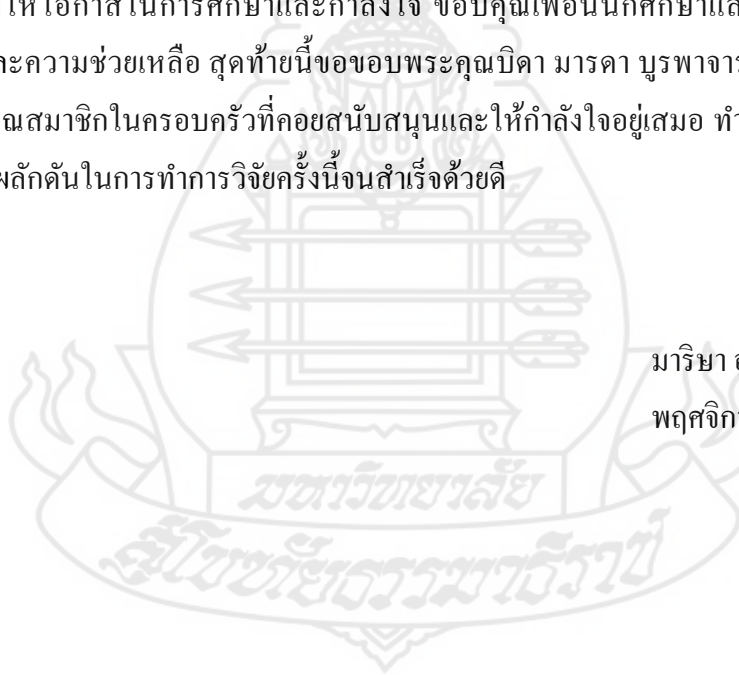 ให้โอกาสในการศึกษาและกำลังใจ ขอบคุณเพื่อนนักศึกษาแล
ละความช่วยเหลือ สุดท้ายนี้ขอขอบพระคุณบิดา มารดา บูรพาจาร
ณสมาชิกในครอบครัวที่คอยสนับสนุนและให้กำลังใจอยู่เสมอ ทำ
ผลักดันในการทำการวิจัยครั้งนี้จนสำเร็จด้วยดี
มาริษา
พฤศจิก
มหาวิทยาลัย
สุโขทัยธรรมาธิราช